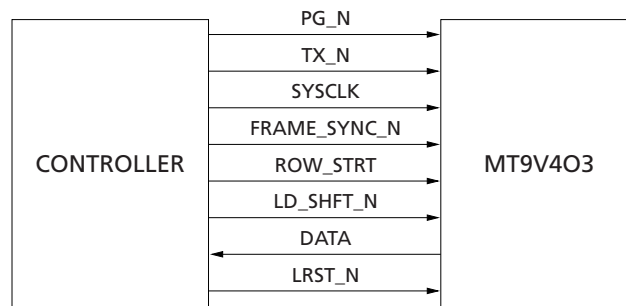 PG_N
TX_N
SYSCLK
FRAME_SYNC_N
CONTROLLER
ROW_STRT
MT9V4O3
LD_SHFT_N
DATA
LRST_N